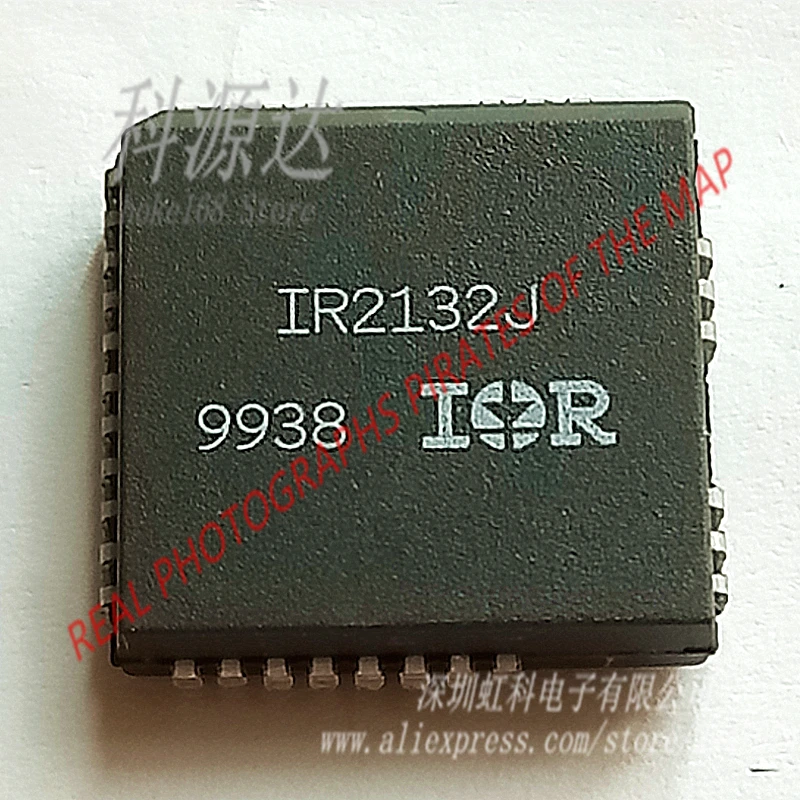 科源达
IR2132J
9938 IOR
REAL PHOTOGRAPHS PIRATES OF THE MAP
深圳虹科电子有限公
www.aliexpress.com/store